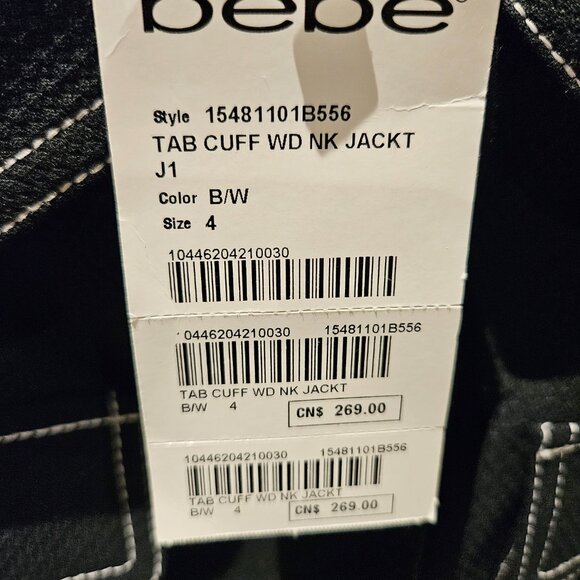 bebe®
Style 15481101B556
TAB CUFF WD NK JACKT
J1
Color B/W
Size 4
10446204210030
0446204210030 15481101B556
TAB CUFF WD NK JACKT
B/W 4 CN$ 269.00
10446204210030 15481101B556
TAB CUFF WD NK JACKT
B/W 4 CN$ 269.00